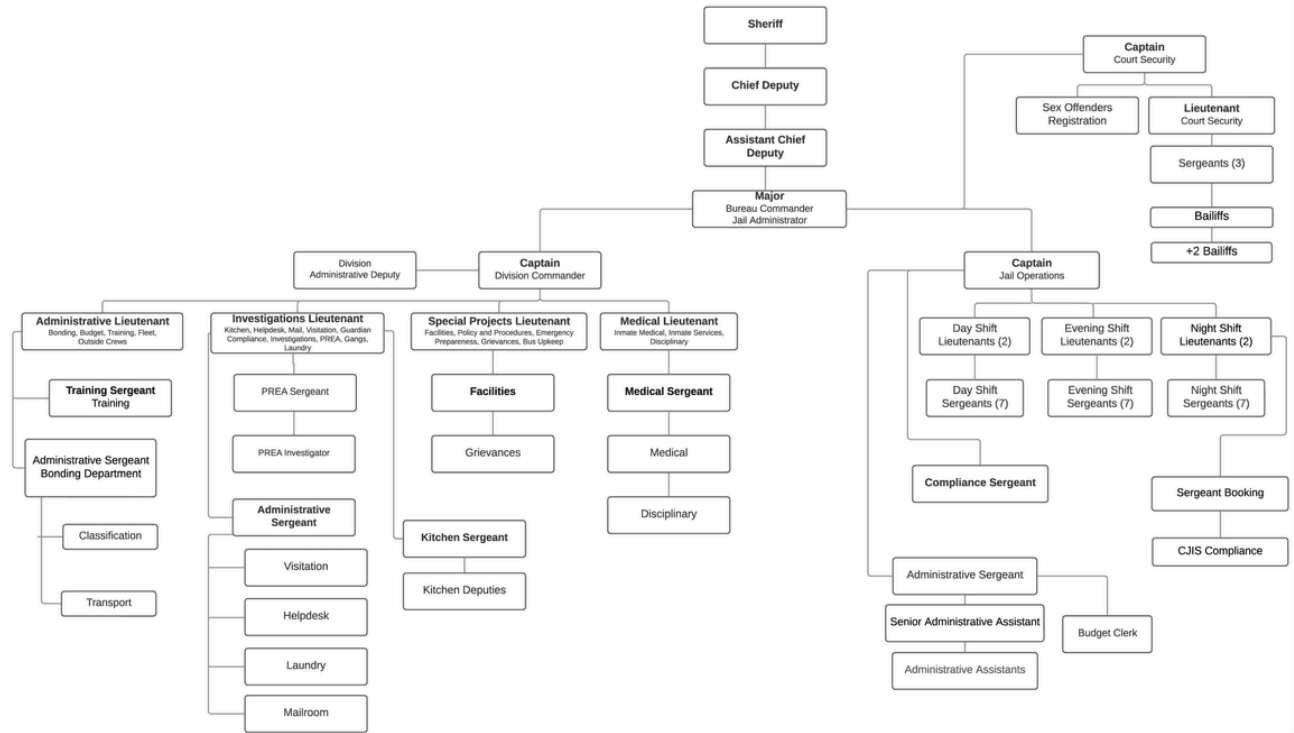 Sheriff
Chief Deputy
Assistant Chief
Deputy
Major
Bureau Commander
Jail Administrator
Captain
Court Security
Sex Offenders
Registration
Lieutenant
Court Security
Sergeants (3)
Bailiffs
+2 Bailiffs
Division
Administrative Deputy
Captain
Division Commander
Captain
Jail Operations
Administrative Lieutenant
Bonding, Budget, Training, Fleet,
Outside Crews
Training Sergeant
Training
Administrative Sergeant
Bonding Department
Classification
Transport
Investigations Lieutenant
Kitchen, Helpdesk, Mail, Visitation, Guardian
Compliance, Investigations, PREA, Gangs,
Laundry
PREA Sergeant
PREA Investigator
Administrative
Sergeant
Visitation
Helpdesk
Laundry
Mailroom
Kitchen Sergeant
Kitchen Deputies
Special Projects Lieutenant
Facilities, Policy and Procedures, Emergency
Prepareness, Grievances, Bus Upkeep
Facilities
Grievances
Medical Lieutenant
Inmate Medical, Inmate Services,
Disciplinary
Medical Sergeant
Medical
Disciplinary
Day Shift
Lieutenants (2)
Day Shift
Sergeants (7)
Evening Shift
Lieutenants (2)
Evening Shift
Sergeants (7)
Night Shift
Lieutenants (2)
Night Shift
Sergeants (7)
Compliance Sergeant
Sergeant Booking
CJIS Compliance
Administrative Sergeant
Senior Administrative Assistant
Administrative Assistants
Budget Clerk